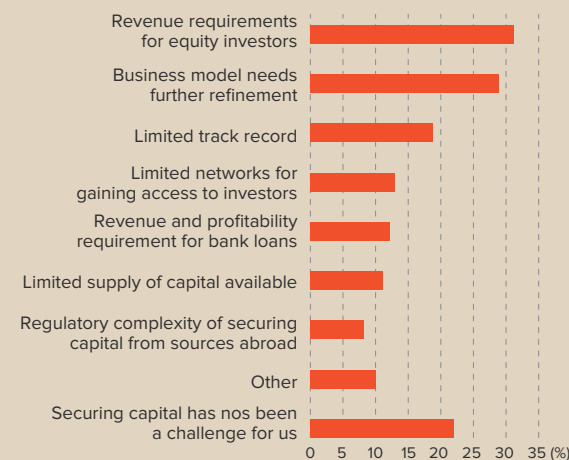 Revenue requirements
for equity investors
Business model needs
further refinement
Limited track record
Limited networks for
gaining access to investors
Revenue and profitability
requirement for bank loans
Limited supply of capital available
Regulatory complexity of securing
capital from sources abroad
Other
Securing capital has nos been
a challenge for us
0 5 10 15 20 25 30 35 (%)